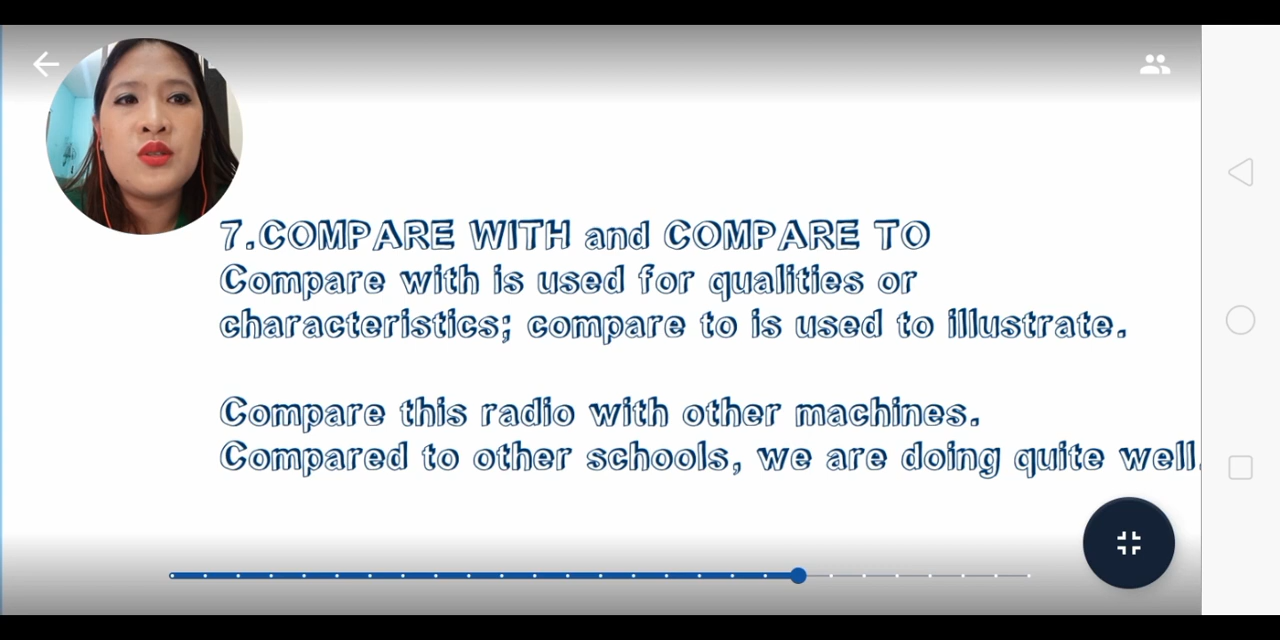 7.COMPARE WITH and COMPARE TO
Compare with is used for qualities or
characteristics; compare to is used to illustrate.
Compare this radio with other machines.
Compared to other schools, we are doing quite well.